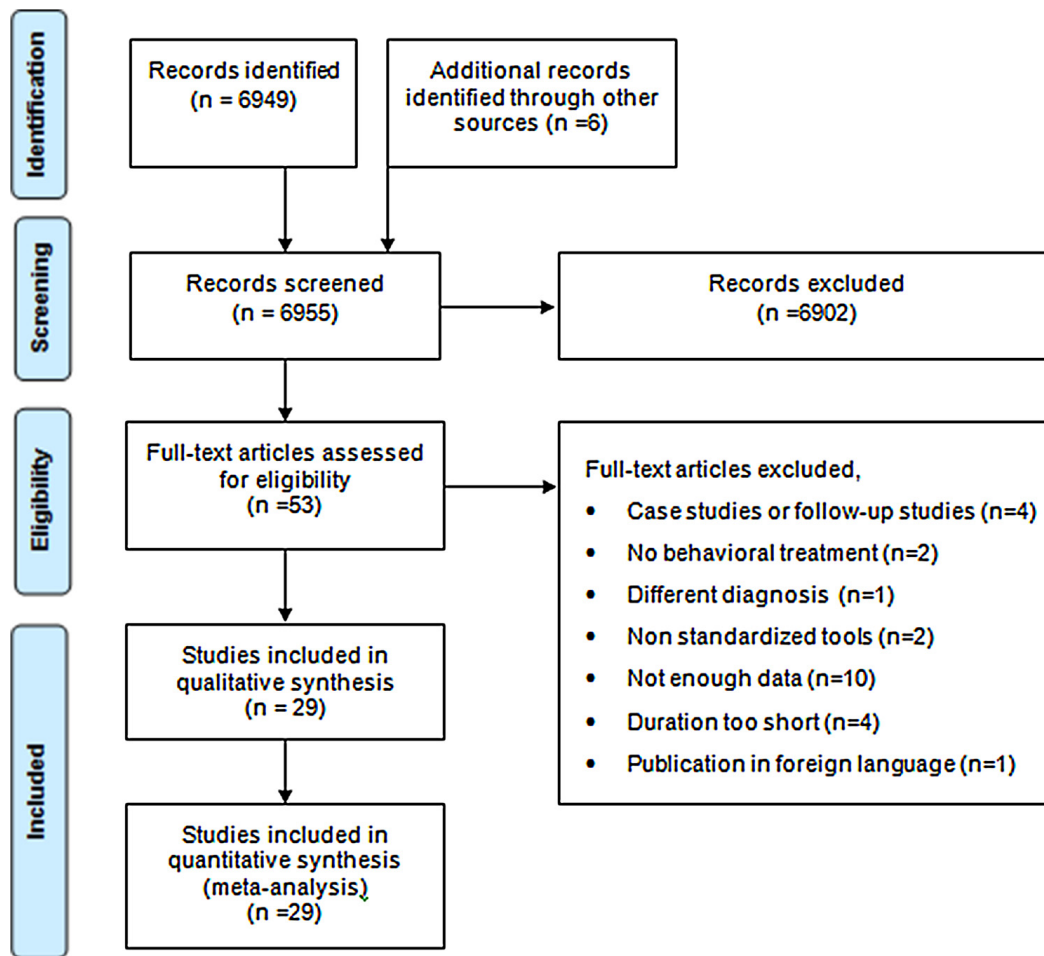 Identification
Records identified
(n = 6949)
Additional records
identified through other
sources (n =6)
Screening
Records screened
(n = 6955)
Records excluded
(n =6902)
Eligibility
Full-text articles assessed
for eligibility
(n =53)
Full-text articles excluded,
• Case studies or follow-up studies (n=4)
• No behavioral treatment (n=2)
• Different diagnosis (n=1)
• Non standardized tools (n=2)
• Not enough data (n=10)
• Duration too short (n=4)
• Publication in foreign language (n=1)
Included
Studies included in
qualitative synthesis
(n = 29)
Studies included in
quantitative synthesis
(meta-analysis)
(n =29)